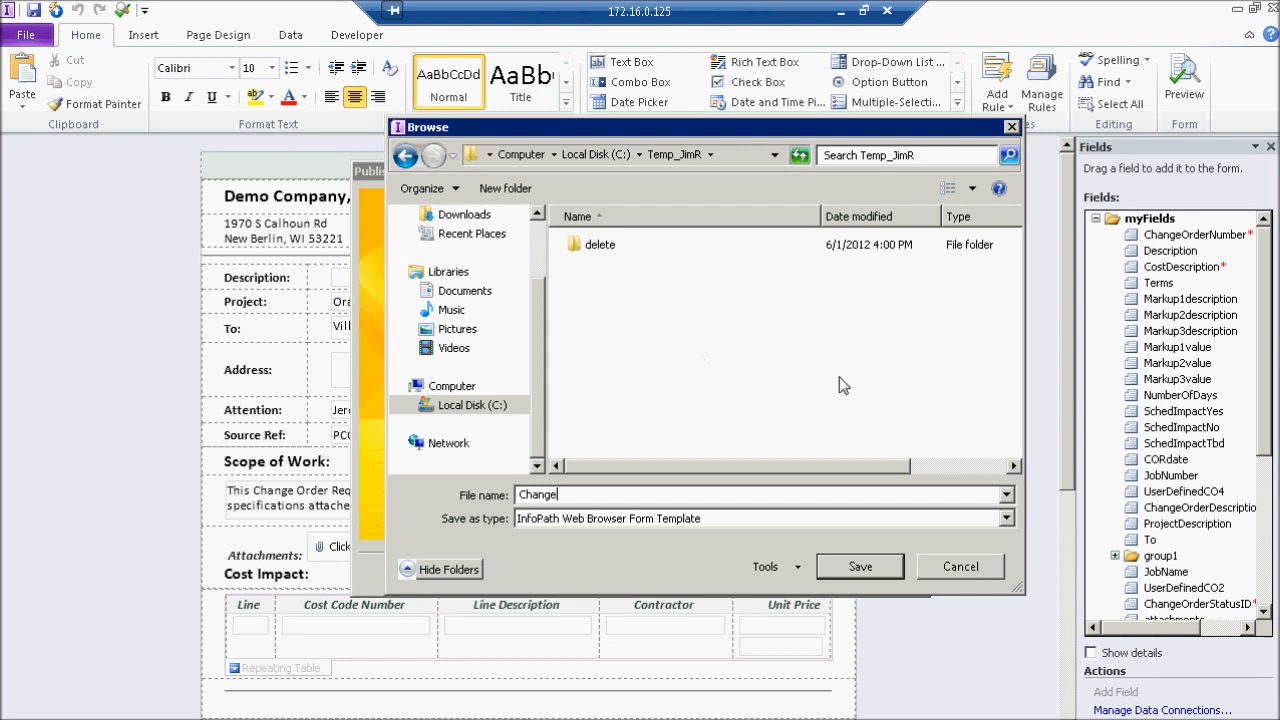 172.16.0.125
File
Home
Insert
Page Design
Data
Developer
Paste
Cut
Copy
Format Painter
Clipboard
Calibri
10
B I U
Format Text
AaBbCcDd
Normal
AaBb
Title
Text Box
Combo Box
Date Picker
Rich Text Box
Check Box
Date and Time Pi...
Drop-Down List ...
Option Button
Multiple-Selecti...
Add Rule
Manage Rules
Spelling
Find
Select All
Editing
Preview
Form
Demo Company,
1970 S Calhoun Rd
New Berlin, WI 53221
Description:
Project:
Ora
To:
Vill
Address:
Attention:
Jer
Source Ref:
PCO
Scope of Work:
This Change Order Req
specifications attache
Attachments:
Click
Cost Impact:
Line
Cost Code Number
Line Description
Contractor
Unit Price
Repeating Table
Publi
Browse
Computer
Local Disk (C:)
Temp_JimR
Search Temp_JimR
Organize
New folder
Name
Date modified
Type
delete
6/1/2012 4:00 PM
File folder
Downloads
Recent Places
Libraries
Documents
Music
Pictures
Videos
Computer
Local Disk (C:)
Network
File name:
Change
Save as type:
InfoPath Web Browser Form Template
Hide Folders
Tools
Save
Cancel
Fields
Drag a field to add it to the form.
Fields:
myFields
ChangeOrderNumber *
Description
CostDescription *
Terms
Markup1description
Markup2description
Markup3description
Markup1value
Markup2value
Markup3value
NumberOfDays
SchedImpactYes
SchedImpactNo
SchedImpactTbd
CORdate
JobNumber
UserDefinedCO4
ChangeOrderDescriptio
ProjectDescription
To
group1
JobName
UserDefinedCO2
ChangeOrderStatusID *
attachments
Show details
Actions
Add Field
Manage Data Connections...